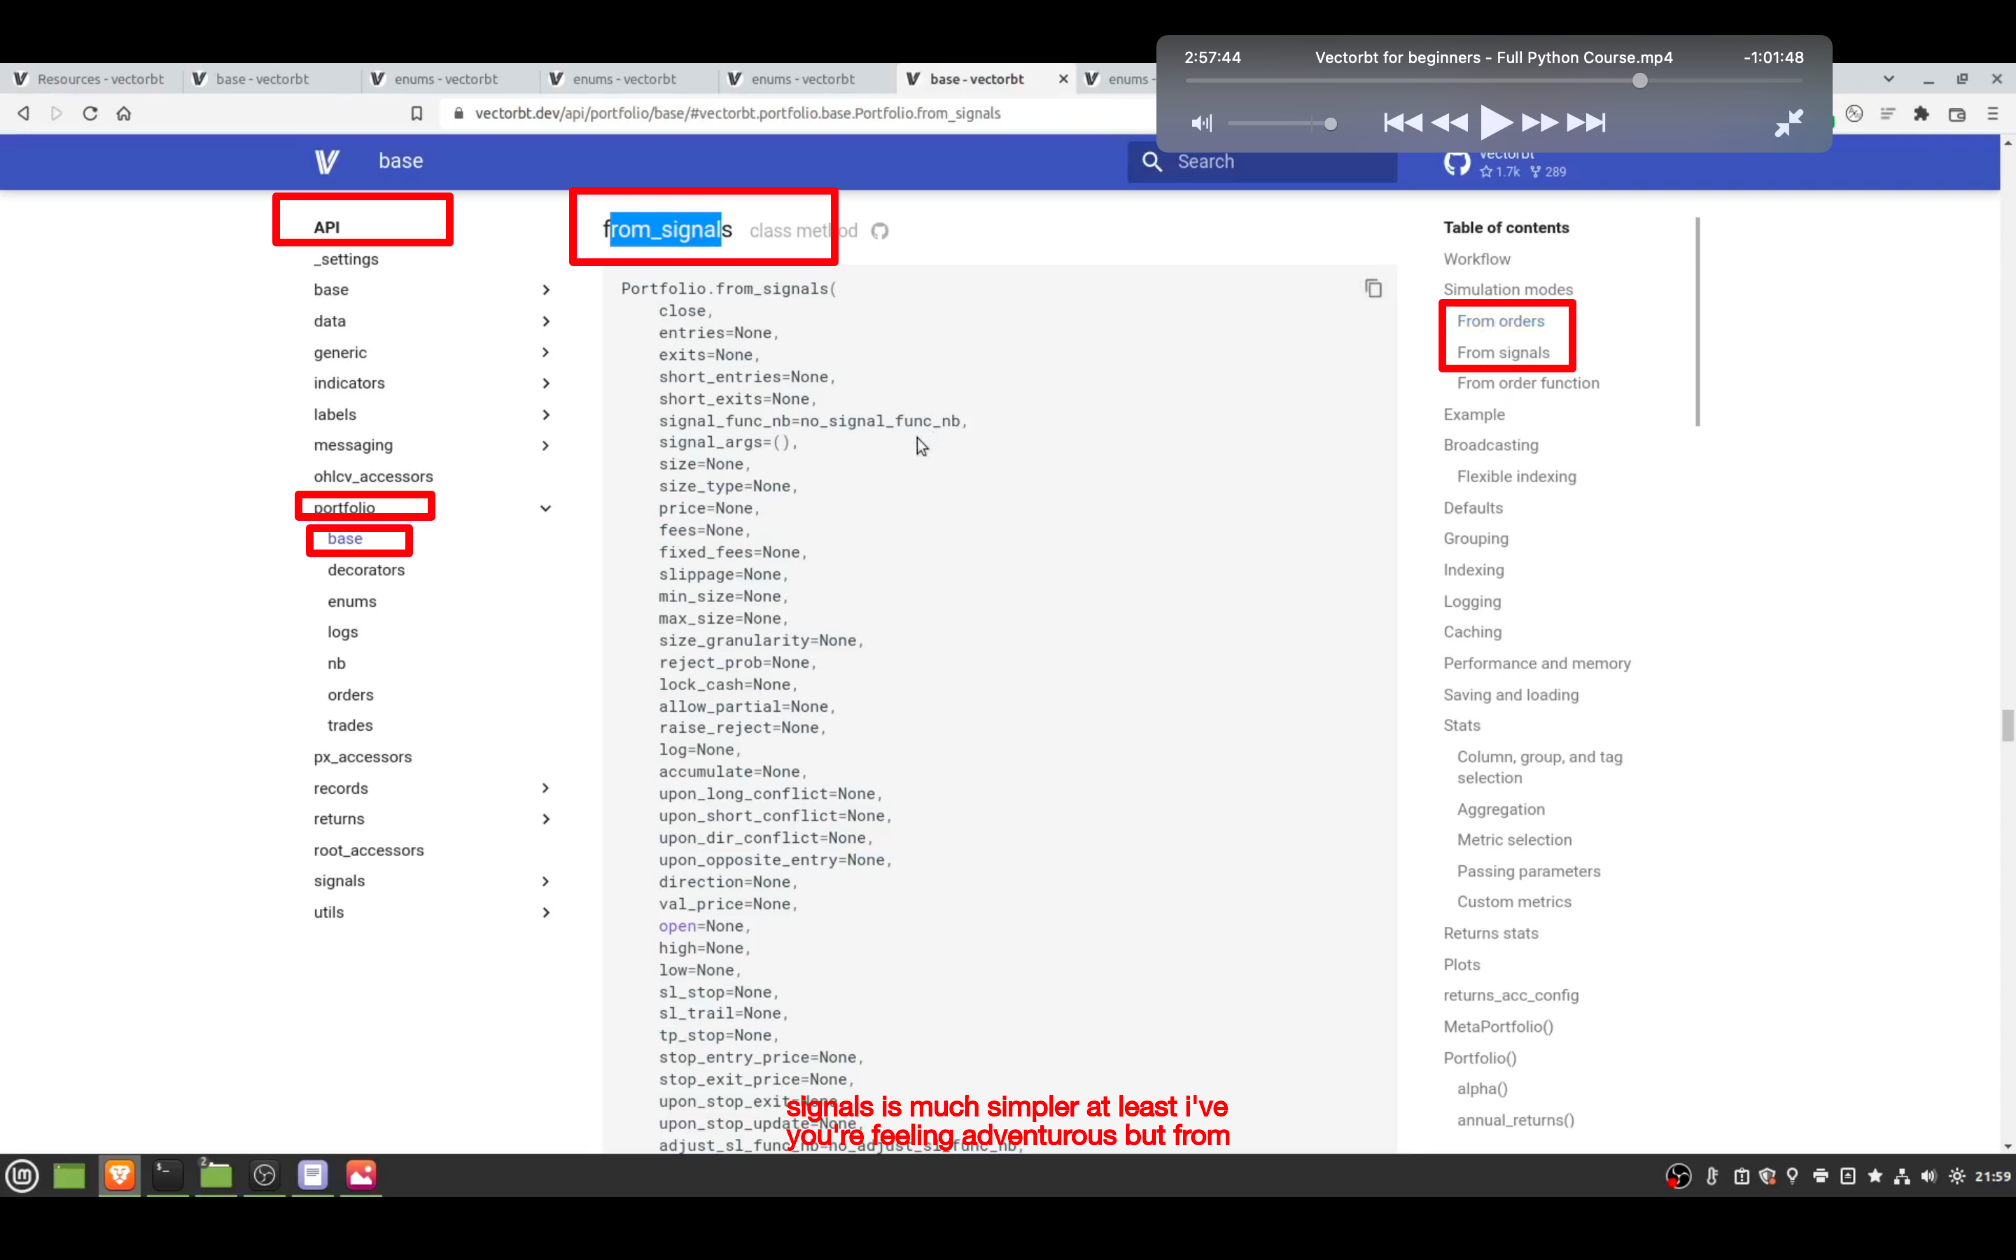 2:57:44
Vectorbt for beginners - Full Python Course.mp4
-1:01:48
Resources - vectorbt
base - vectorbt
enums - vectorbt
enums - vectorbt
enums - vectorbt
base - vectorbt
enums -
vectorbt.dev/api/portfolio/base/#vectorbt.portfolio.base.Portfolio.from_signals
base
Search
vectorbt
1.7k 289
API
_settings
base
data
generic
indicators
labels
messaging
ohlcv_accessors
portfolio
base
decorators
enums
logs
nb
orders
trades
px_accessors
records
returns
root_accessors
signals
utils
from_signals class method
Portfolio.from_signals(
close,
entries=None,
exits=None,
short_entries=None,
short_exits=None,
signal_func_nb=no_signal_func_nb,
signal_args=(),
size=None,
size_type=None,
price=None,
fees=None,
fixed_fees=None,
slippage=None,
min_size=None,
max_size=None,
size_granularity=None,
reject_prob=None,
lock_cash=None,
allow_partial=None,
raise_reject=None,
log=None,
accumulate=None,
upon_long_conflict=None,
upon_short_conflict=None,
upon_dir_conflict=None,
upon_opposite_entry=None,
direction=None,
val_price=None,
open=None,
high=None,
low=None,
sl_stop=None,
sl_trail=None,
tp_stop=None,
stop_entry_price=None,
stop_exit_price=None,
upon_stop_exit=None,
upon_stop_update=None,
adjust_sl_func_nb=no_adjust_sl_func_nb,
signals is much simpler at least i've
you're feeling adventurous but from
Table of contents
Workflow
Simulation modes
From orders
From signals
From order function
Example
Broadcasting
Flexible indexing
Defaults
Grouping
Indexing
Logging
Caching
Performance and memory
Saving and loading
Stats
Column, group, and tag
selection
Aggregation
Metric selection
Passing parameters
Custom metrics
Returns stats
Plots
returns_acc_config
MetaPortfolio()
Portfolio()
alpha()
annual_returns()
2
21:59